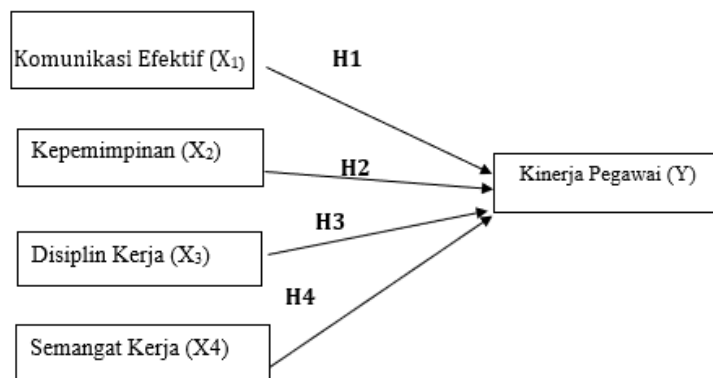 Komunikasi Efektif (X₁)
H1
Kepemimpinan (X₂)
H2
Kinerja Pegawai (Y)
H3
Disiplin Kerja (X₃)
H4
Semangat Kerja (X4)